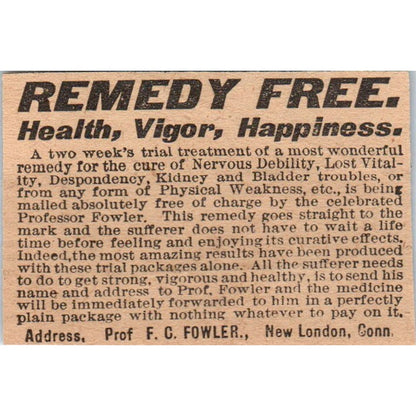 REMEDY FREE.
Health, Vigor, Happiness.
A two week's trial treatment of a most wonderful
remedy for the cure of Nervous Debility, Lost Vital-
ity, Despondency, Kidney and Bladder troubles, or
from any form of Physical Weakness, etc., is being
mailed absolutely free of charge by the celebrated
Professor Fowler. This remedy goes straight to the
mark and the sufferer does not have to wait a life
time before feeling and enjoying its curative effects.
Indeed, the most amazing results have been produced
with these trial packages alone. All the sufferer needs
to do to get strong, vigorous and healthy, is to send his
name and address to Prof. Fowler and the medicine
will be immediately forwarded to him in a perfectly
plain package with nothing whatever to pay on it.
Address, Prof F. C. FOWLER., New London, Conn.